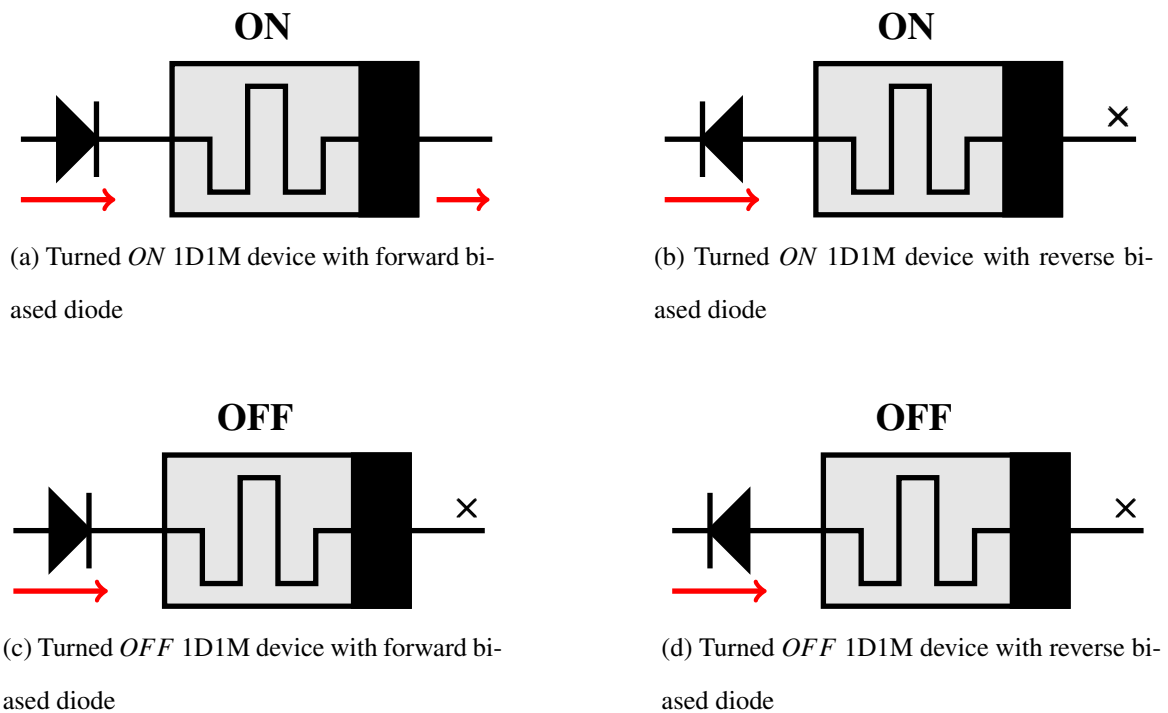 ON
(a) Turned ON 1D1M device with forward bi-
ased diode
ON
(b) Turned ON 1D1M device with reverse bi-
ased diode
OFF
(c) Turned OFF 1D1M device with forward bi-
ased diode
OFF
(d) Turned OFF 1D1M device with reverse bi-
ased diode